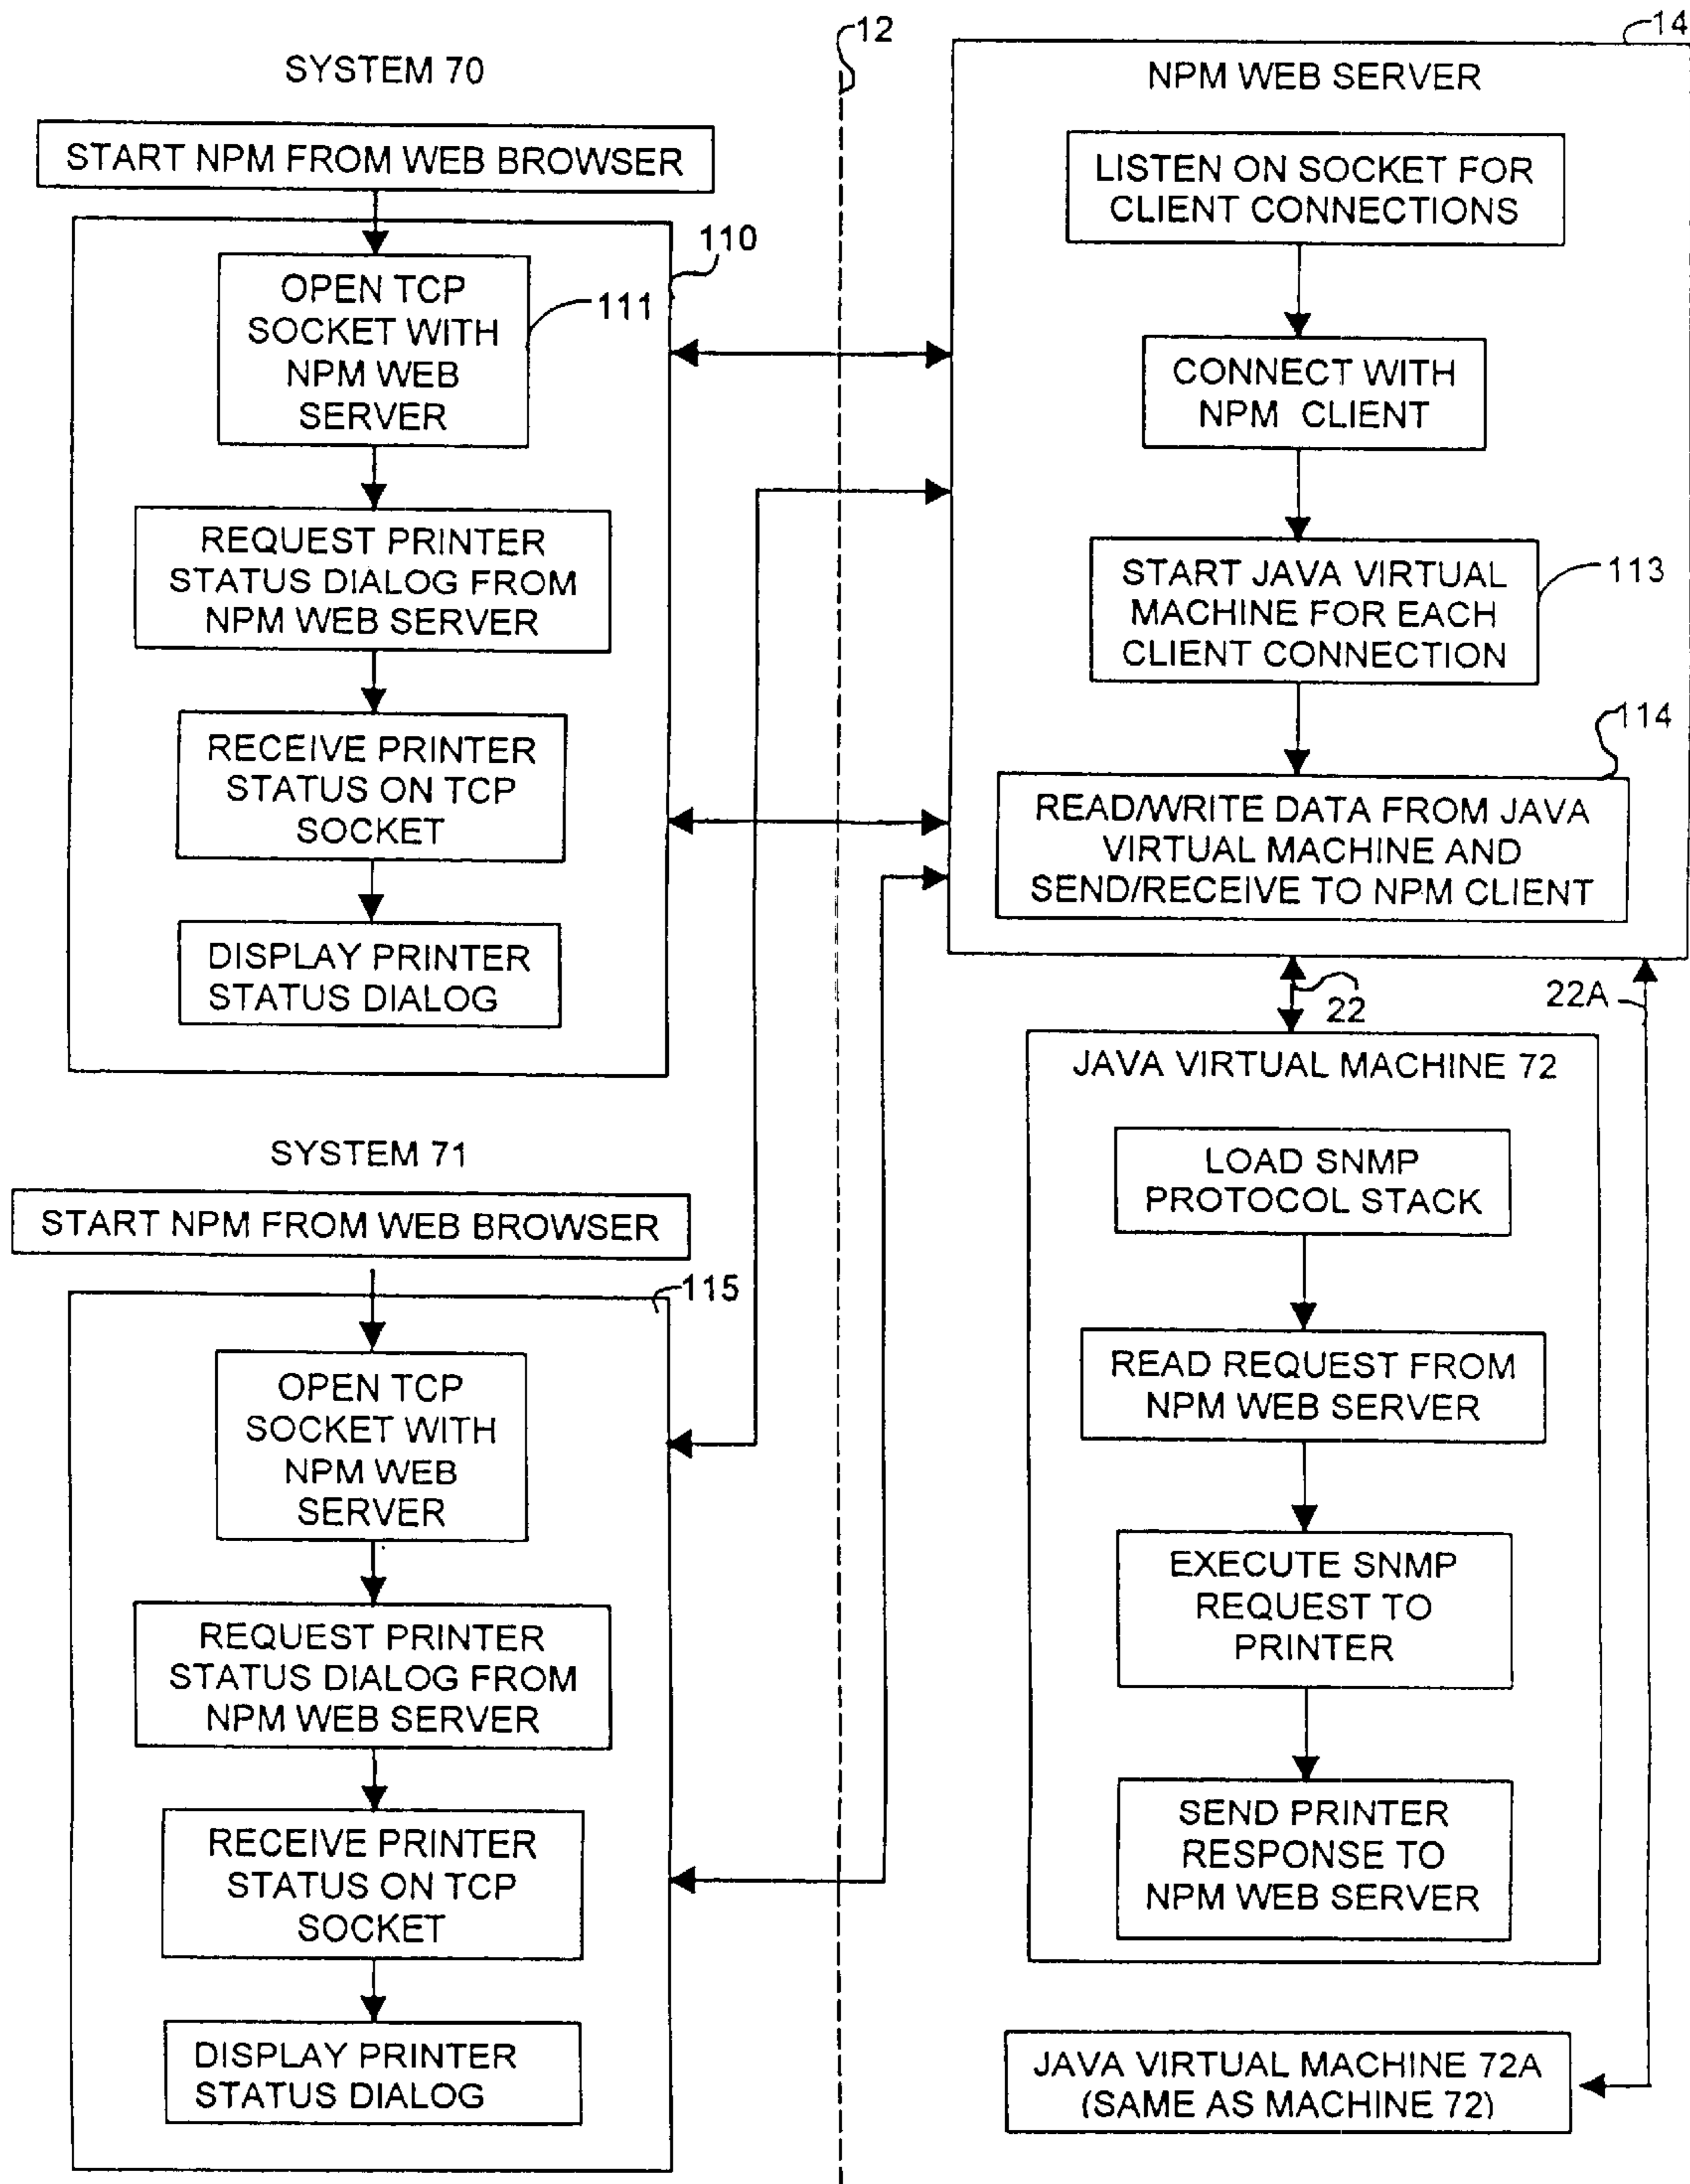 SYSTEM 70
START NPM FROM WEB BROWSER
110
OPEN TCP
SOCKET WITH
NPM WEB
SERVER
111
REQUEST PRINTER
STATUS DIALOG FROM
NPM WEB SERVER
RECEIVE PRINTER
STATUS ON TCP
SOCKET
DISPLAY PRINTER
STATUS DIALOG
SYSTEM 71
START NPM FROM WEB BROWSER
115
OPEN TCP
SOCKET WITH
NPM WEB
SERVER
REQUEST PRINTER
STATUS DIALOG FROM
NPM WEB SERVER
RECEIVE PRINTER
STATUS ON TCP
SOCKET
DISPLAY PRINTER
STATUS DIALOG
12
14
NPM WEB SERVER
LISTEN ON SOCKET FOR
CLIENT CONNECTIONS
CONNECT WITH
NPM CLIENT
START JAVA VIRTUAL
MACHINE FOR EACH
CLIENT CONNECTION
113
114
READ/WRITE DATA FROM JAVA
VIRTUAL MACHINE AND
SEND/RECEIVE TO NPM CLIENT
22
22A
JAVA VIRTUAL MACHINE 72
LOAD SNMP
PROTOCOL STACK
READ REQUEST FROM
NPM WEB SERVER
EXECUTE SNMP
REQUEST TO
PRINTER
SEND PRINTER
RESPONSE TO
NPM WEB SERVER
JAVA VIRTUAL MACHINE 72A
(SAME AS MACHINE 72)